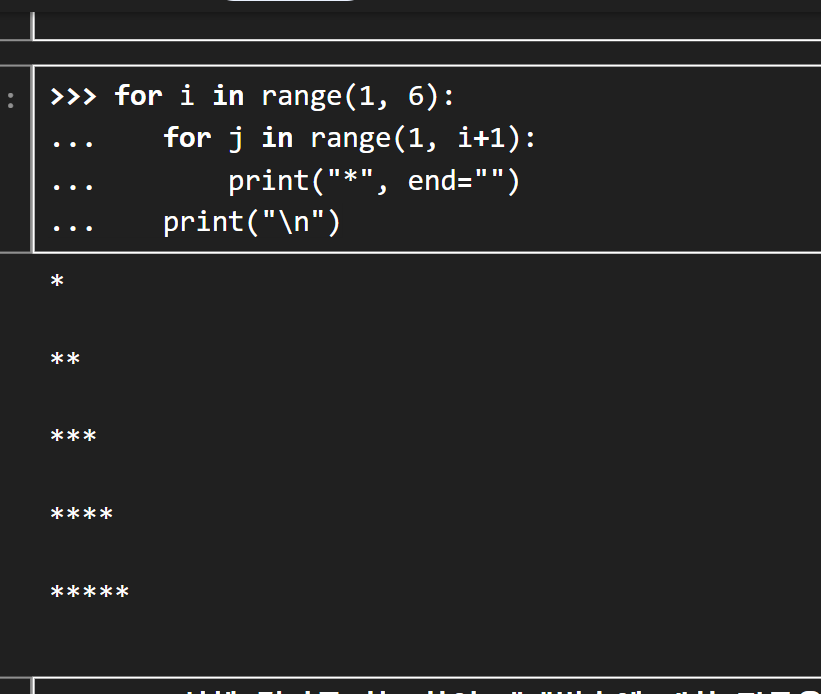 :
>>> for i in range(1, 6):
...    for j in range(1, i+1):
...        print("*", end="")
...    print("\n")
*
**
***
****
*****